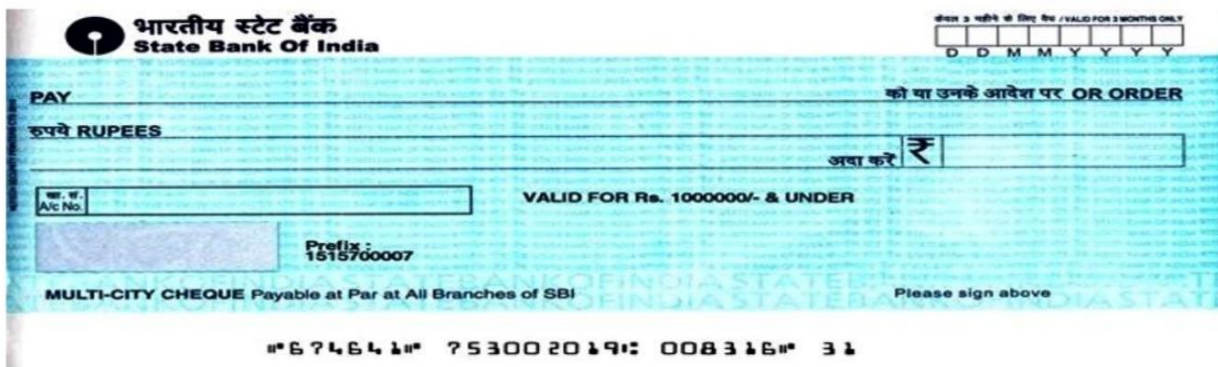 भारतीय स्टेट बैंक
State Bank Of India
केवल 3 महीने के लिए वैध / VALID FOR 3 MONTHS ONLY
D D M M Y Y Y Y
PAY को या उनके आदेश पर OR ORDER
रुपये RUPEES
अदा करें ₹
खा. सं.
A/c No.
VALID FOR Rs. 1000000/- & UNDER
Prefix :
1515700007
MULTI-CITY CHEQUE Payable at Par at All Branches of SBI
Please sign above
⑈674641⑈ 753002019⑆ 008316⑈ 31